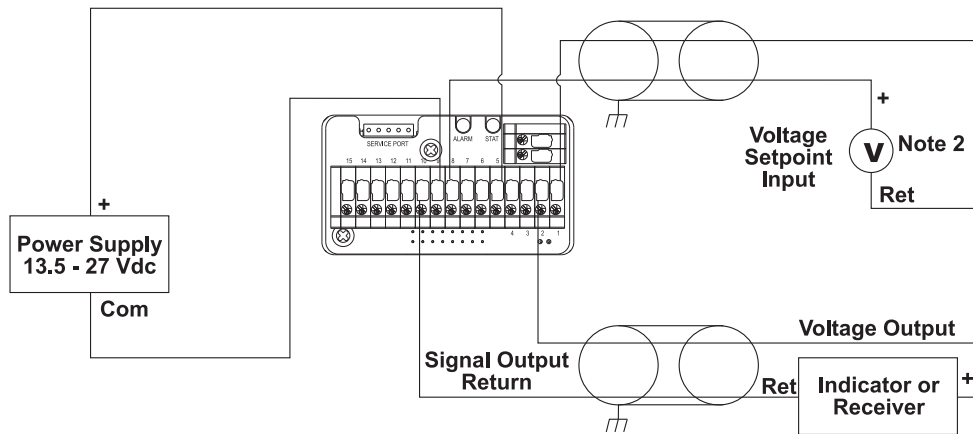 +
Power Supply
13.5 - 27 Vdc
Com
SERVICE PORT
ALARM
STAT
15 14 13 12 11 10 9 8 7 6 5
4 3 2 1
Voltage
Setpoint
Input
+
V
Note 2
Ret
Signal Output
Return
Voltage Output
Ret
+
Indicator or
Receiver